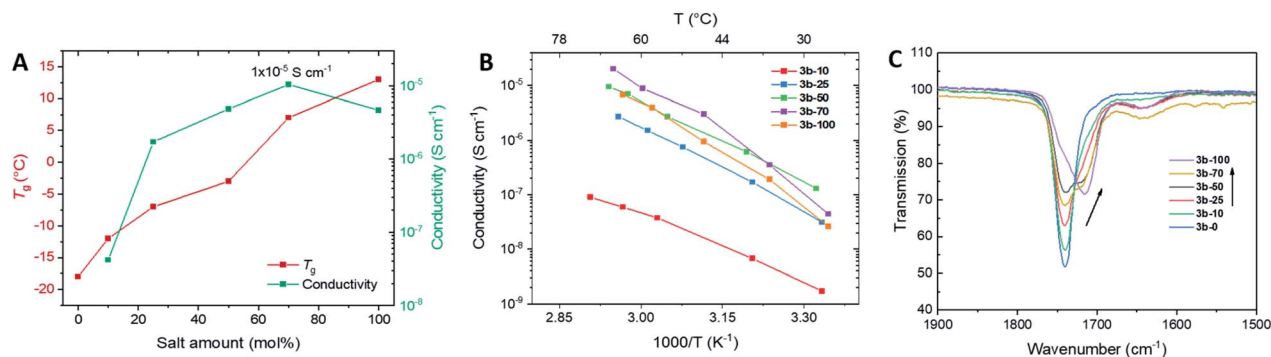 A
1x10⁻⁵ S cm⁻¹
15
10
5
0
-5
-10
-15
-20
Tg (°C)
10⁻⁵
10⁻⁶
10⁻⁷
10⁻⁸
Conductivity (S cm⁻¹)
Tg
Conductivity
0
20
40
60
80
100
Salt amount (mol%)
B
T (°C)
78
60
44
30
10⁻⁵
10⁻⁶
10⁻⁷
10⁻⁸
10⁻⁹
Conductivity (S cm⁻¹)
3b-10
3b-25
3b-50
3b-70
3b-100
2.85
3.00
3.15
3.30
1000/T (K⁻¹)
C
110
100
90
80
70
60
50
40
Transmission (%)
3b-100
3b-70
3b-50
3b-25
3b-10
3b-0
1900
1800
1700
1600
1500
Wavenumber (cm⁻¹)